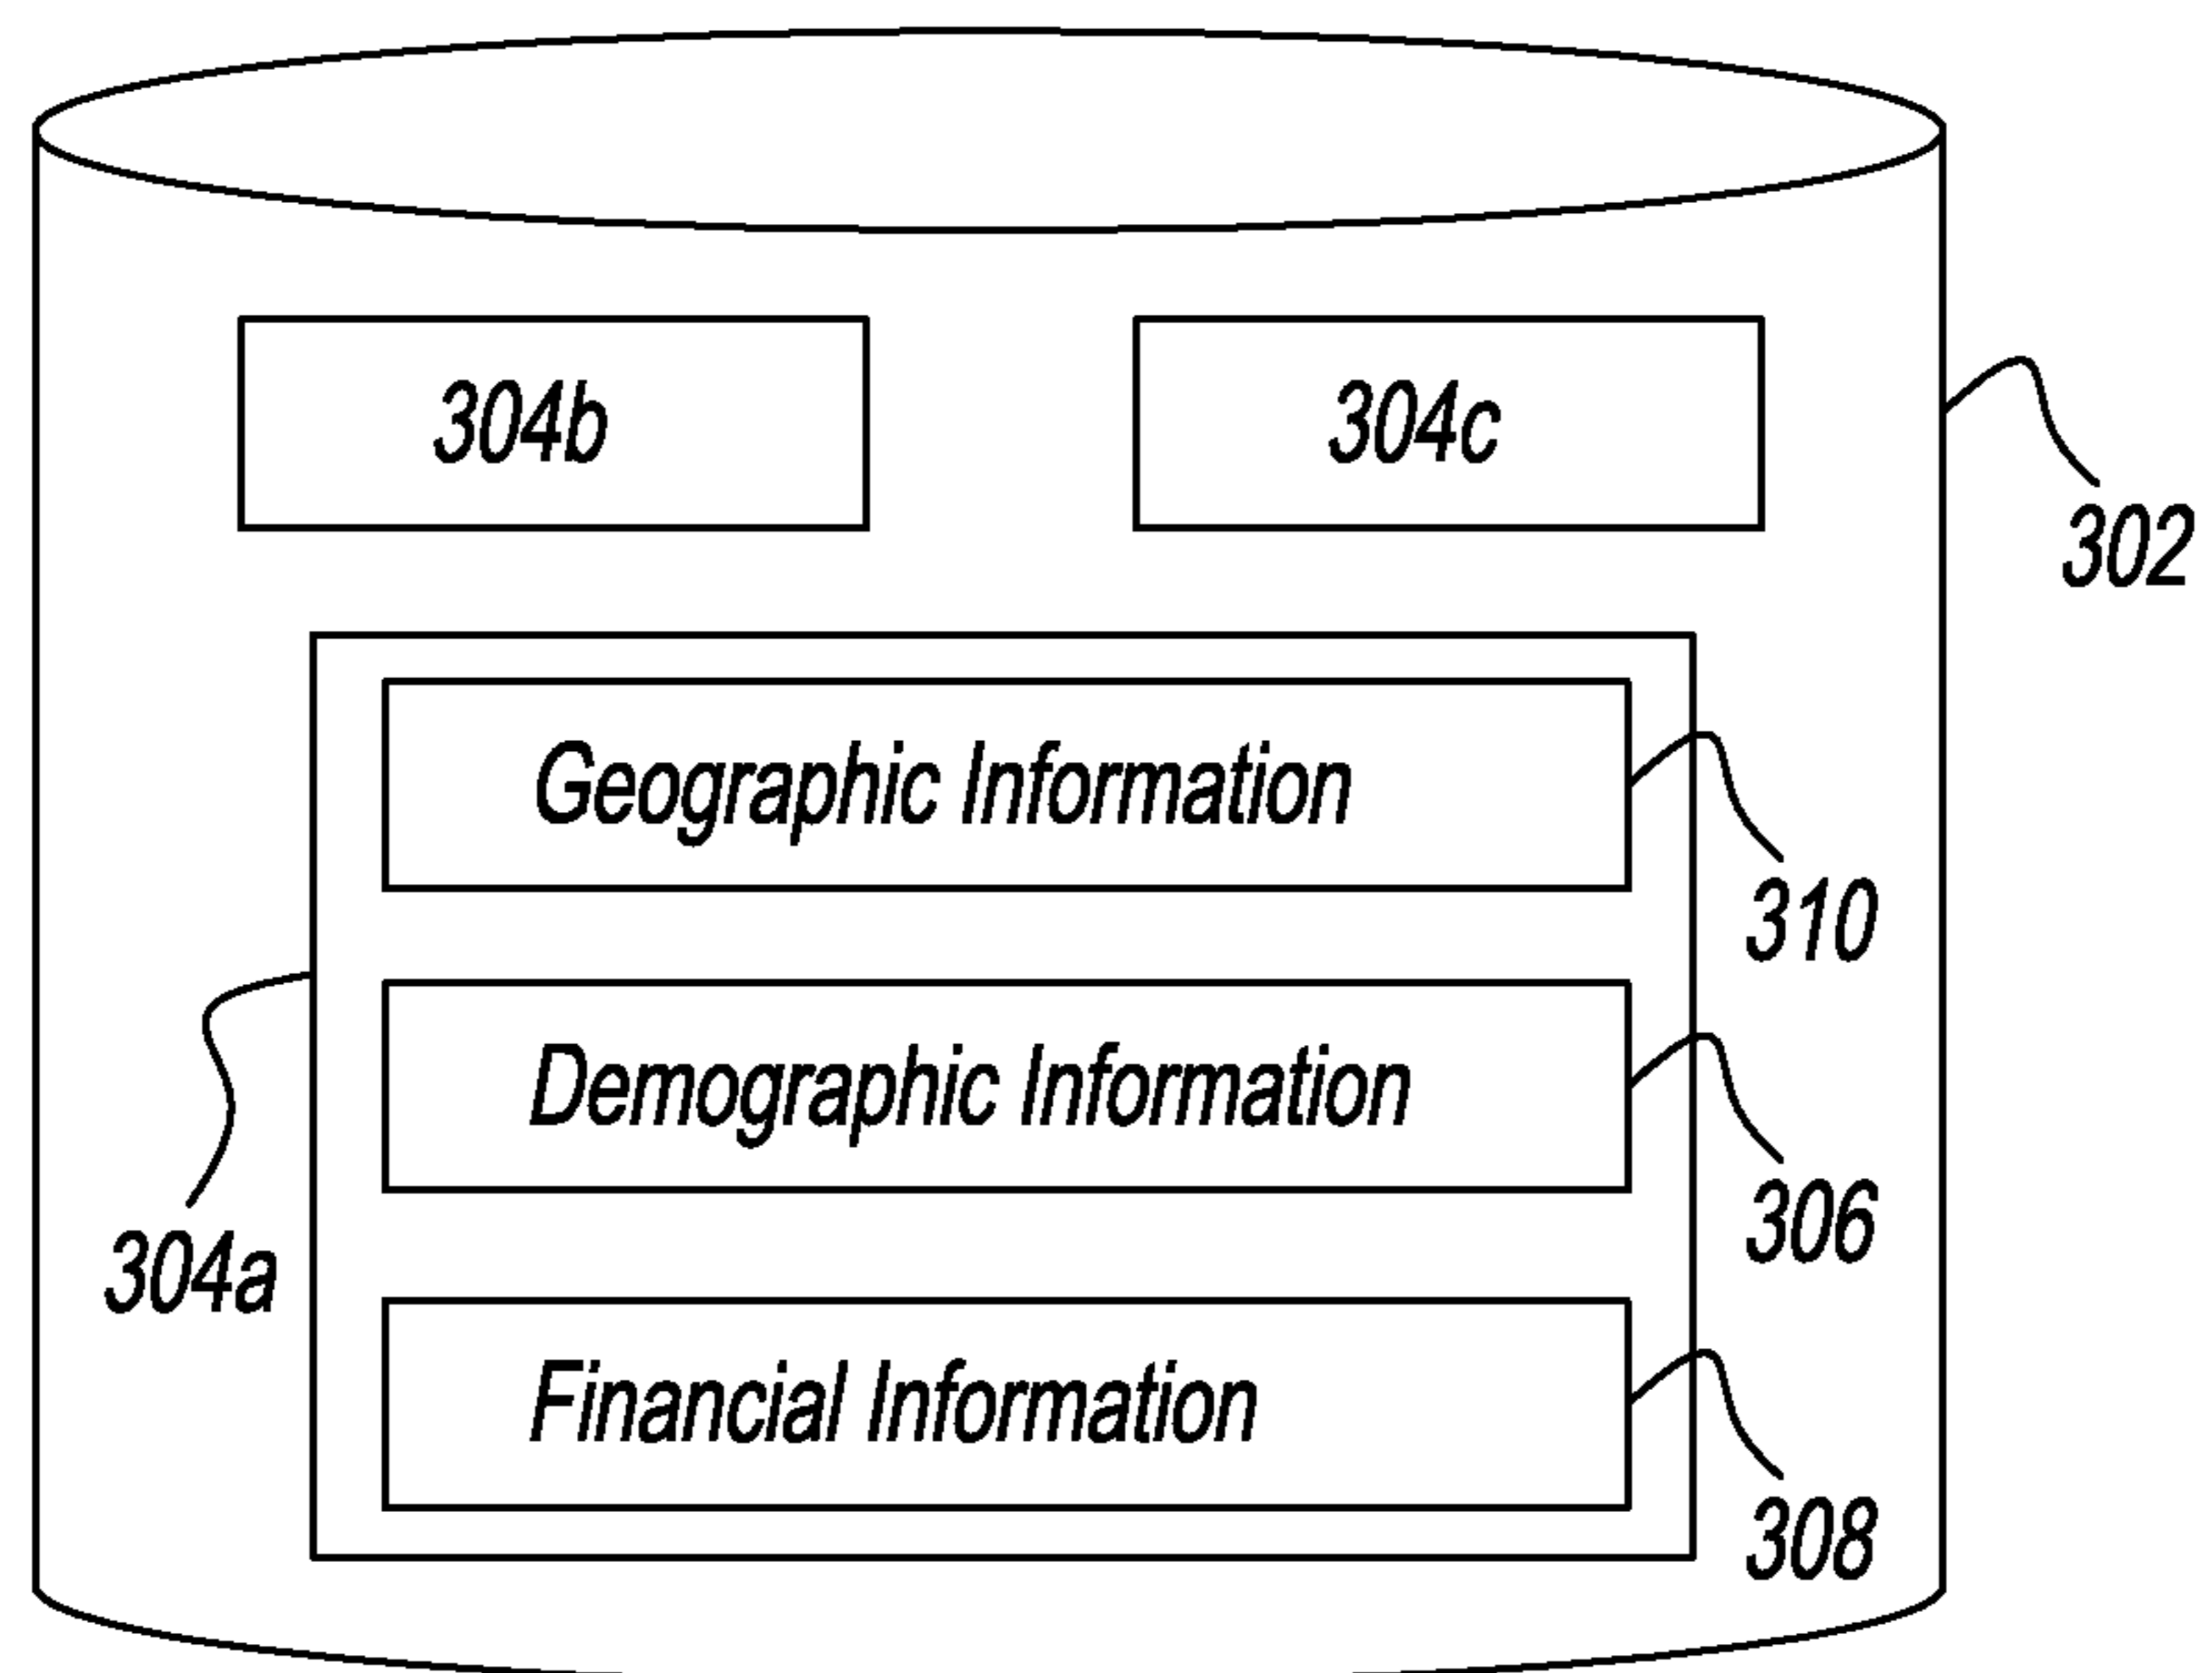 304b
304c
302
Geographic Information
310
Demographic Information
306
304a
Financial Information
308